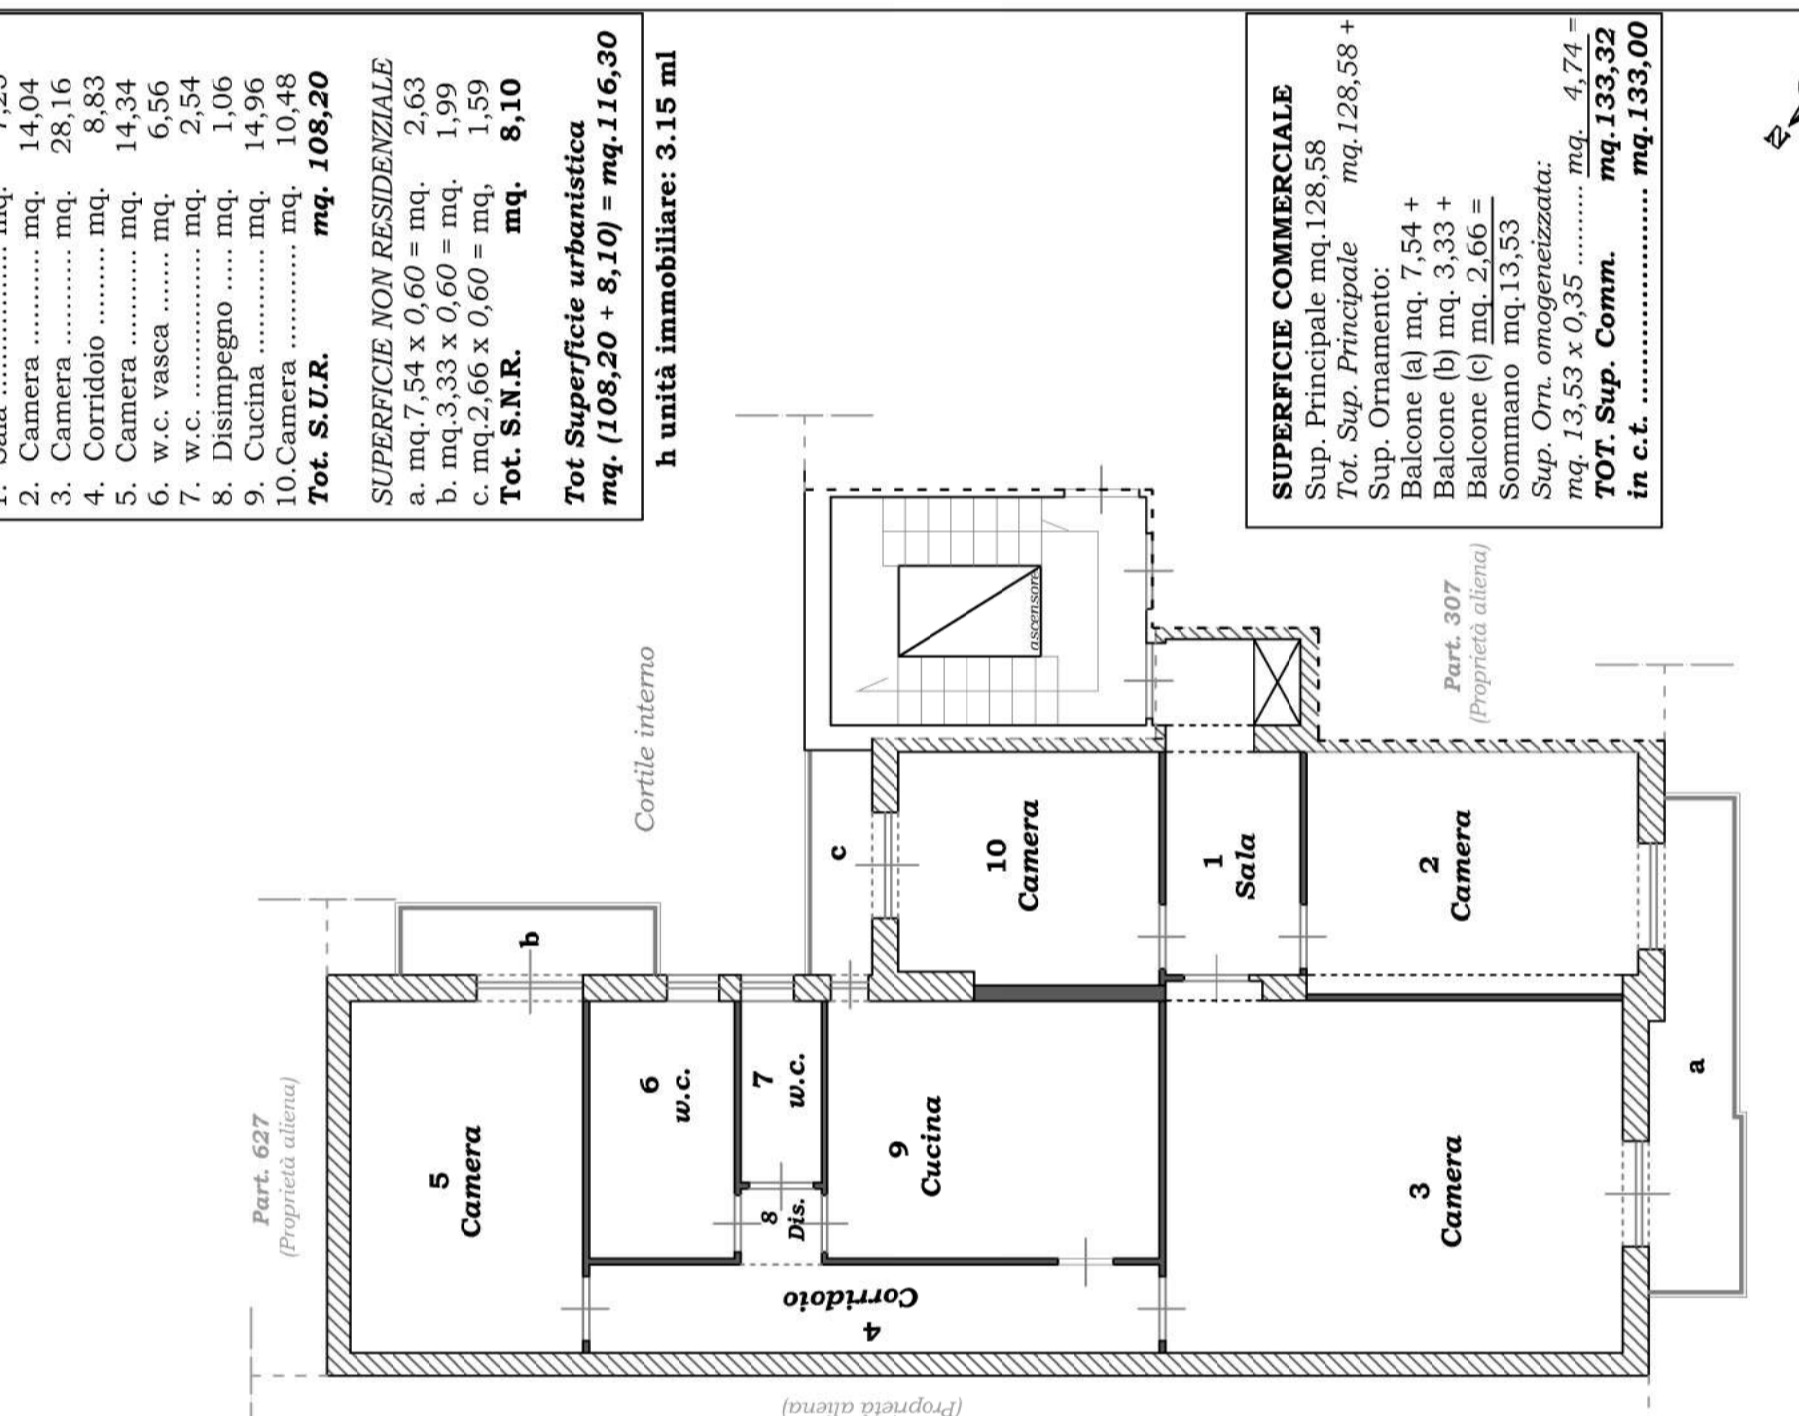 2. Camera ............ mq. 14,04
3. Camera ............ mq. 28,16
4. Corridoio ........ mq. 8,83
5. Camera ............ mq. 14,34
6. w.c. vasca ....... mq. 6,56
7. w.c. .................. mq. 2,54
8. Disimpegno .... mq. 1,06
9. Cucina ............. mq. 14,96
10.Camera ............ mq. 10,48
Tot. S.U.R. mq. 108,20
SUPERFICIE NON RESIDENZIALE
a. mq.7,54 x 0,60 = mq. 2,63
b. mq.3,33 x 0,60 = mq. 1,99
c. mq.2,66 x 0,60 = mq, 1,59
Tot. S.N.R. mq. 8,10
Tot Superficie urbanistica
mq. (108,20 + 8,10) = mq.116,30
h unità immobiliare: 3.15 ml
SUPERFICIE COMMERCIALE
Sup. Principale mq.128,58
Tot. Sup. Principale mq.128,58 +
Sup. Ornamento:
Balcone (a) mq. 7,54 +
Balcone (b) mq. 3,33 +
Balcone (c) mq. 2,66 =
Sommano mq.13,53
Sup. Orn. omogeneizzata:
mq. 13,53 x 0,35 .......... mq. 4,74 =
TOT. Sup. Comm. mq.133,32
in c.t. ........................ mq.133,00
N
Cortile interno
ascensore
Part. 307
(Proprietà aliena)
Part. 627
(Proprietà aliena)
b
c
10
Camera
1
Sala
2
Camera
5
Camera
6
w.c.
7
w.c.
8
Dis.
9
Cucina
3
Camera
a
4
Corridoio
(Proprietà aliena)